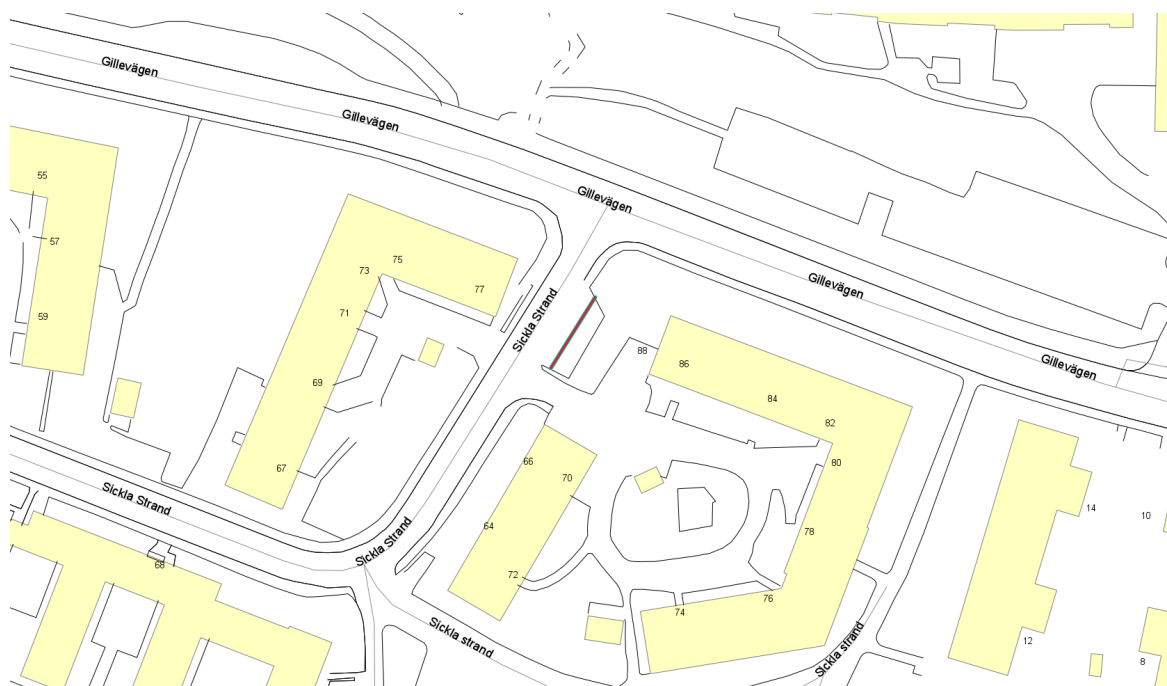 Gillevägen
Gillevägen
Gillevägen
Gillevägen
Gillevägen
Sickla Strand
Sickla Strand
Sickla Strand
Sickla strand
Sickla strand
55
57
59
73
75
77
71
69
67
88
86
84
82
80
78
66
70
64
72
74
76
68
14
10
12
8